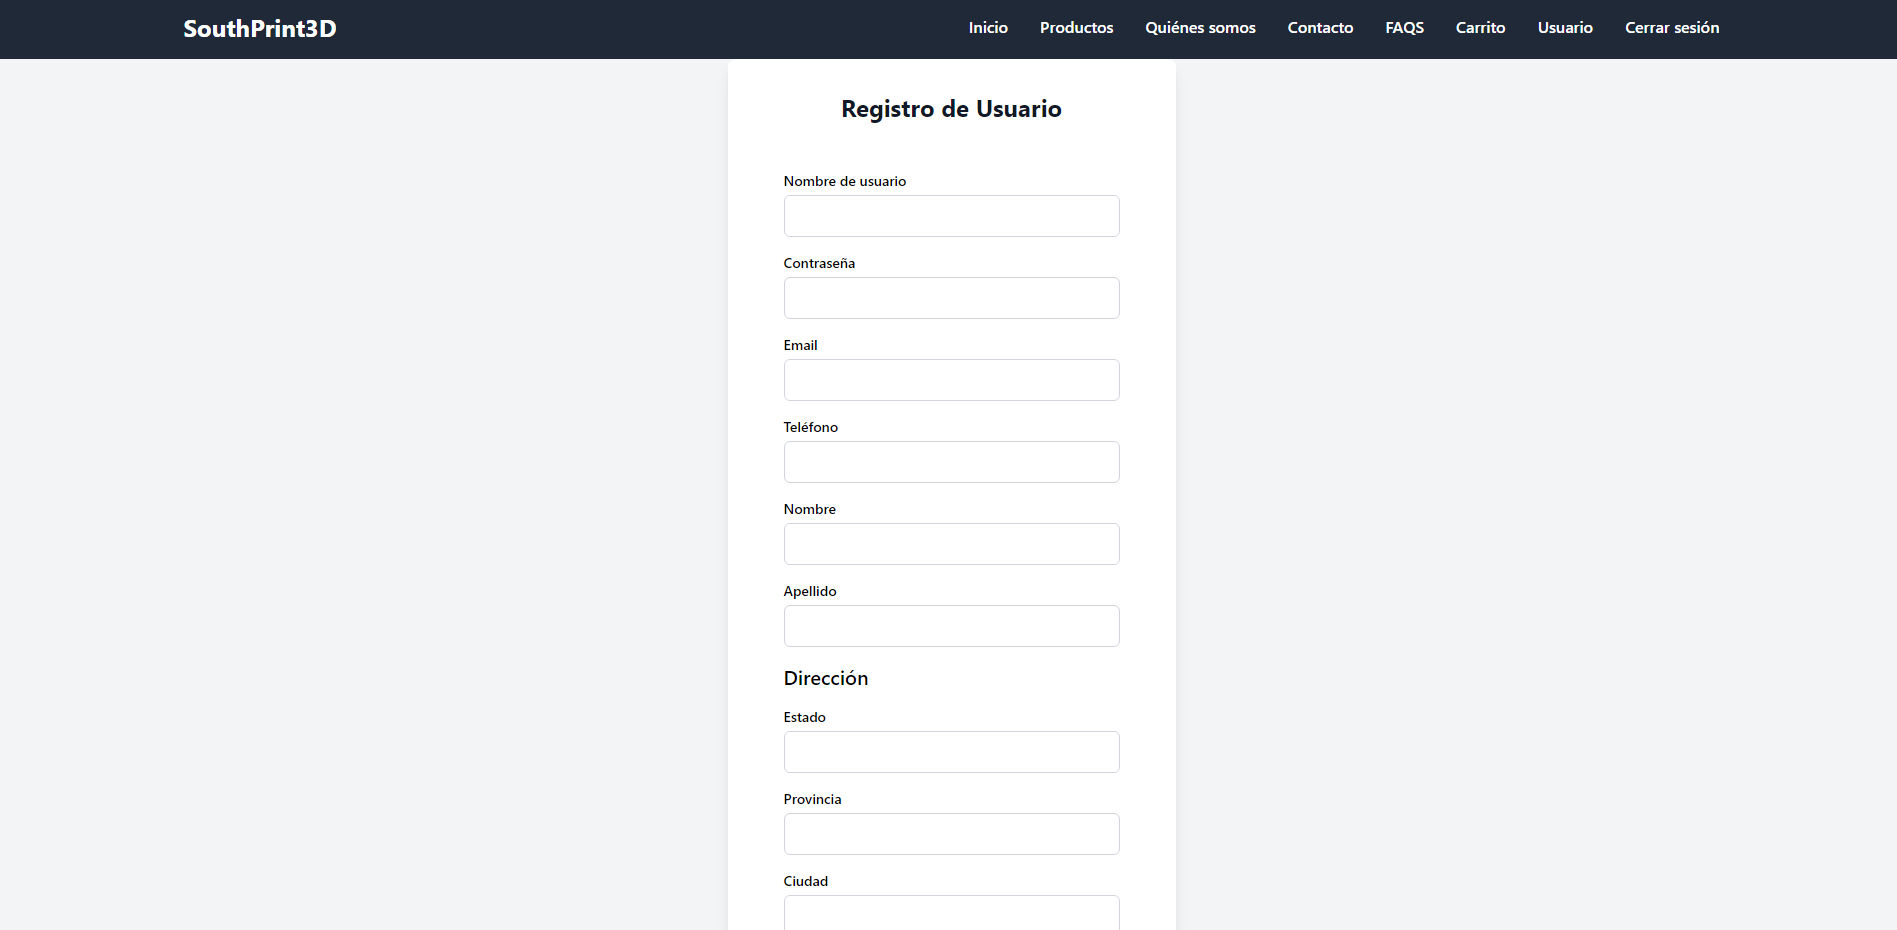 SouthPrint3D Inicio Productos Quiénes somos Contacto FAQS Carrito Usuario Cerrar sesión
Registro de Usuario
Nombre de usuario
Contraseña
Email
Teléfono
Nombre
Apellido
Dirección
Estado
Provincia
Ciudad